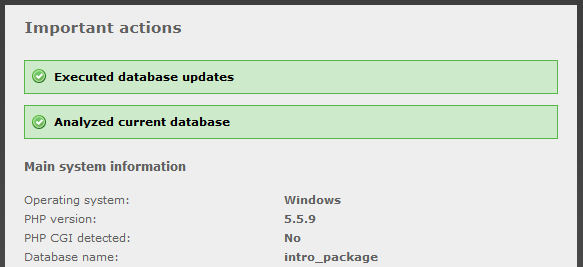 Important actions
Executed database updates
Analyzed current database
Main system information
Operating system: Windows
PHP version: 5.5.9
PHP CGI detected: No
Database name: intro_package